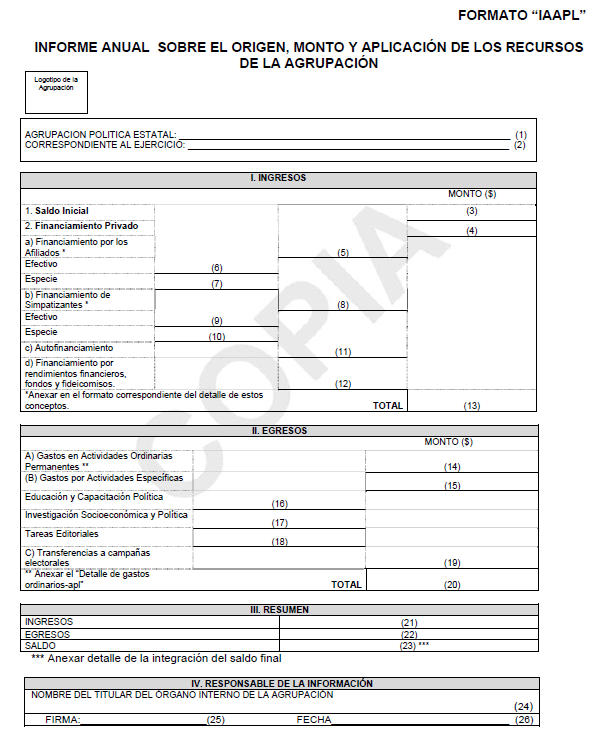 FORMATO “IAAPL”
INFORME ANUAL SOBRE EL ORIGEN, MONTO Y APLICACIÓN DE LOS RECURSOS
DE LA AGRUPACIÓN
Logotipo de la
Agrupación
AGRUPACION POLITICA ESTATAL: (1)
CORRESPONDIENTE AL EJERCICIO: (2)
I. INGRESOS
MONTO ($)
1. Saldo Inicial (3)
2. Financiamiento Privado (4)
a) Financiamiento por los
Afiliados * (5)
Efectivo (6)
Especie (7)
b) Financiamiento de
Simpatizantes * (8)
Efectivo (9)
Especie (10)
c) Autofinanciamiento (11)
d) Financiamiento por
rendimientos financieros,
fondos y fideicomisos. (12)
*Anexar en el formato correspondiente del detalle de estos
conceptos. TOTAL (13)
II. EGRESOS
MONTO ($)
A) Gastos en Actividades Ordinarias
Permanentes ** (14)
(B) Gastos por Actividades Específicas (15)
Educación y Capacitación Política (16)
Investigación Socioeconómica y Política (17)
Tareas Editoriales (18)
C) Transferencias a campañas
electorales (19)
** Anexar el “Detalle de gastos
ordinarios-apl” TOTAL (20)
III. RESUMEN
INGRESOS (21)
EGRESOS (22)
SALDO (23) ***
*** Anexar detalle de la integración del saldo final
IV. RESPONSABLE DE LA INFORMACIÓN
NOMBRE DEL TITULAR DEL ÓRGANO INTERNO DE LA AGRUPACIÓN
(24)
FIRMA: (25) FECHA (26)
COPIA